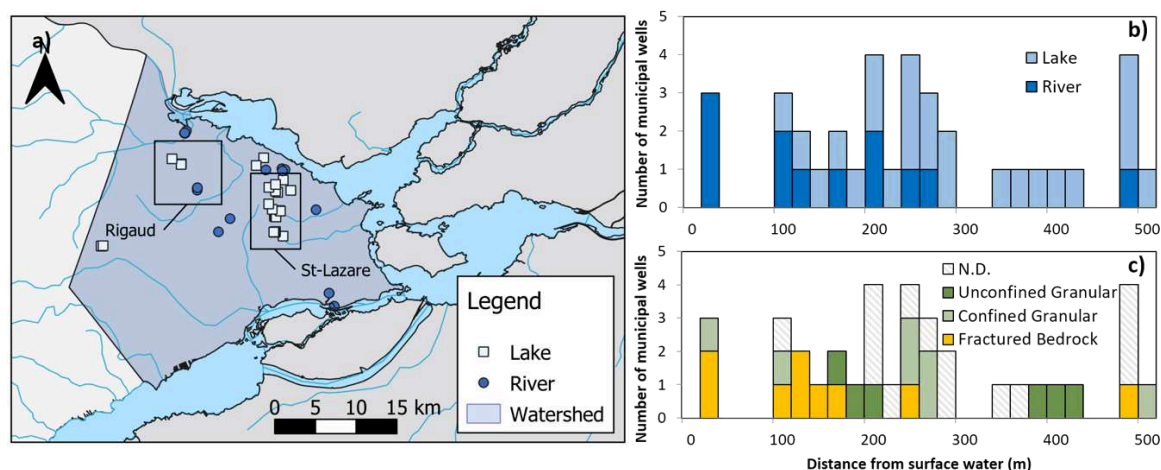 a)
Rigaud
St-Lazare
Legend
Lake
River
Watershed
0 5 10 15 km
b)
Number of municipal wells
5
4
3
2
1
0
Lake
River
0 100 200 300 400 500
c)
Number of municipal wells
5
4
3
2
1
0
N.D.
Unconfined Granular
Confined Granular
Fractured Bedrock
0 100 200 300 400 500
Distance from surface water (m)